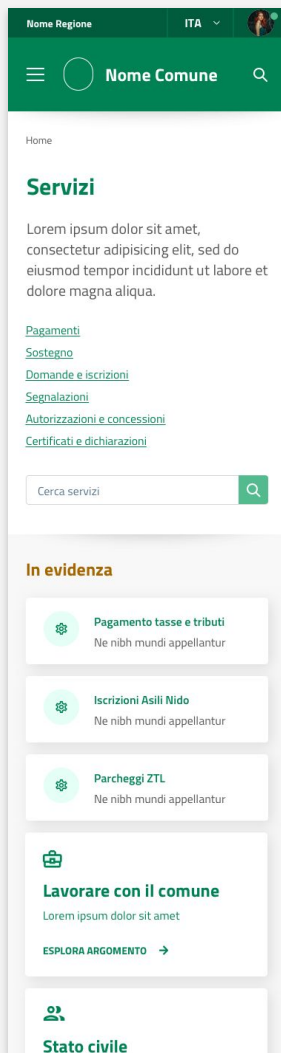 Nome Regione
ITA
Nome Comune
Home
Servizi
Lorem ipsum dolor sit amet,
consectetur adipisicing elit, sed do
eiusmod tempor incididunt ut labore et
dolore magna aliqua.
Pagamenti
Sostegno
Domande e iscrizioni
Segnalazioni
Autorizzazioni e concessioni
Certificati e dichiarazioni
Cerca servizi
In evidenza
Pagamento tasse e tributi
Ne nibh mundi appellantur
Iscrizioni Asili Nido
Ne nibh mundi appellantur
Parcheggi ZTL
Ne nibh mundi appellantur
Lavorare con il comune
Lorem ipsum dolor sit amet
ESPLORA ARGOMENTO
Stato civile